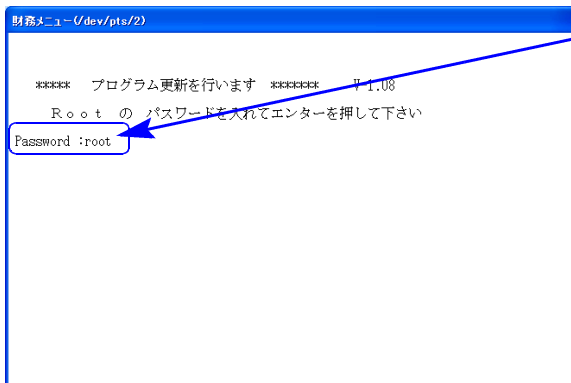 財務メニュー(/dev/pts/2)
***** プログラム更新を行います ******* V-1.08
Ｒｏｏｔ の パスワードを入れてエンターを押して下さい
Password :root